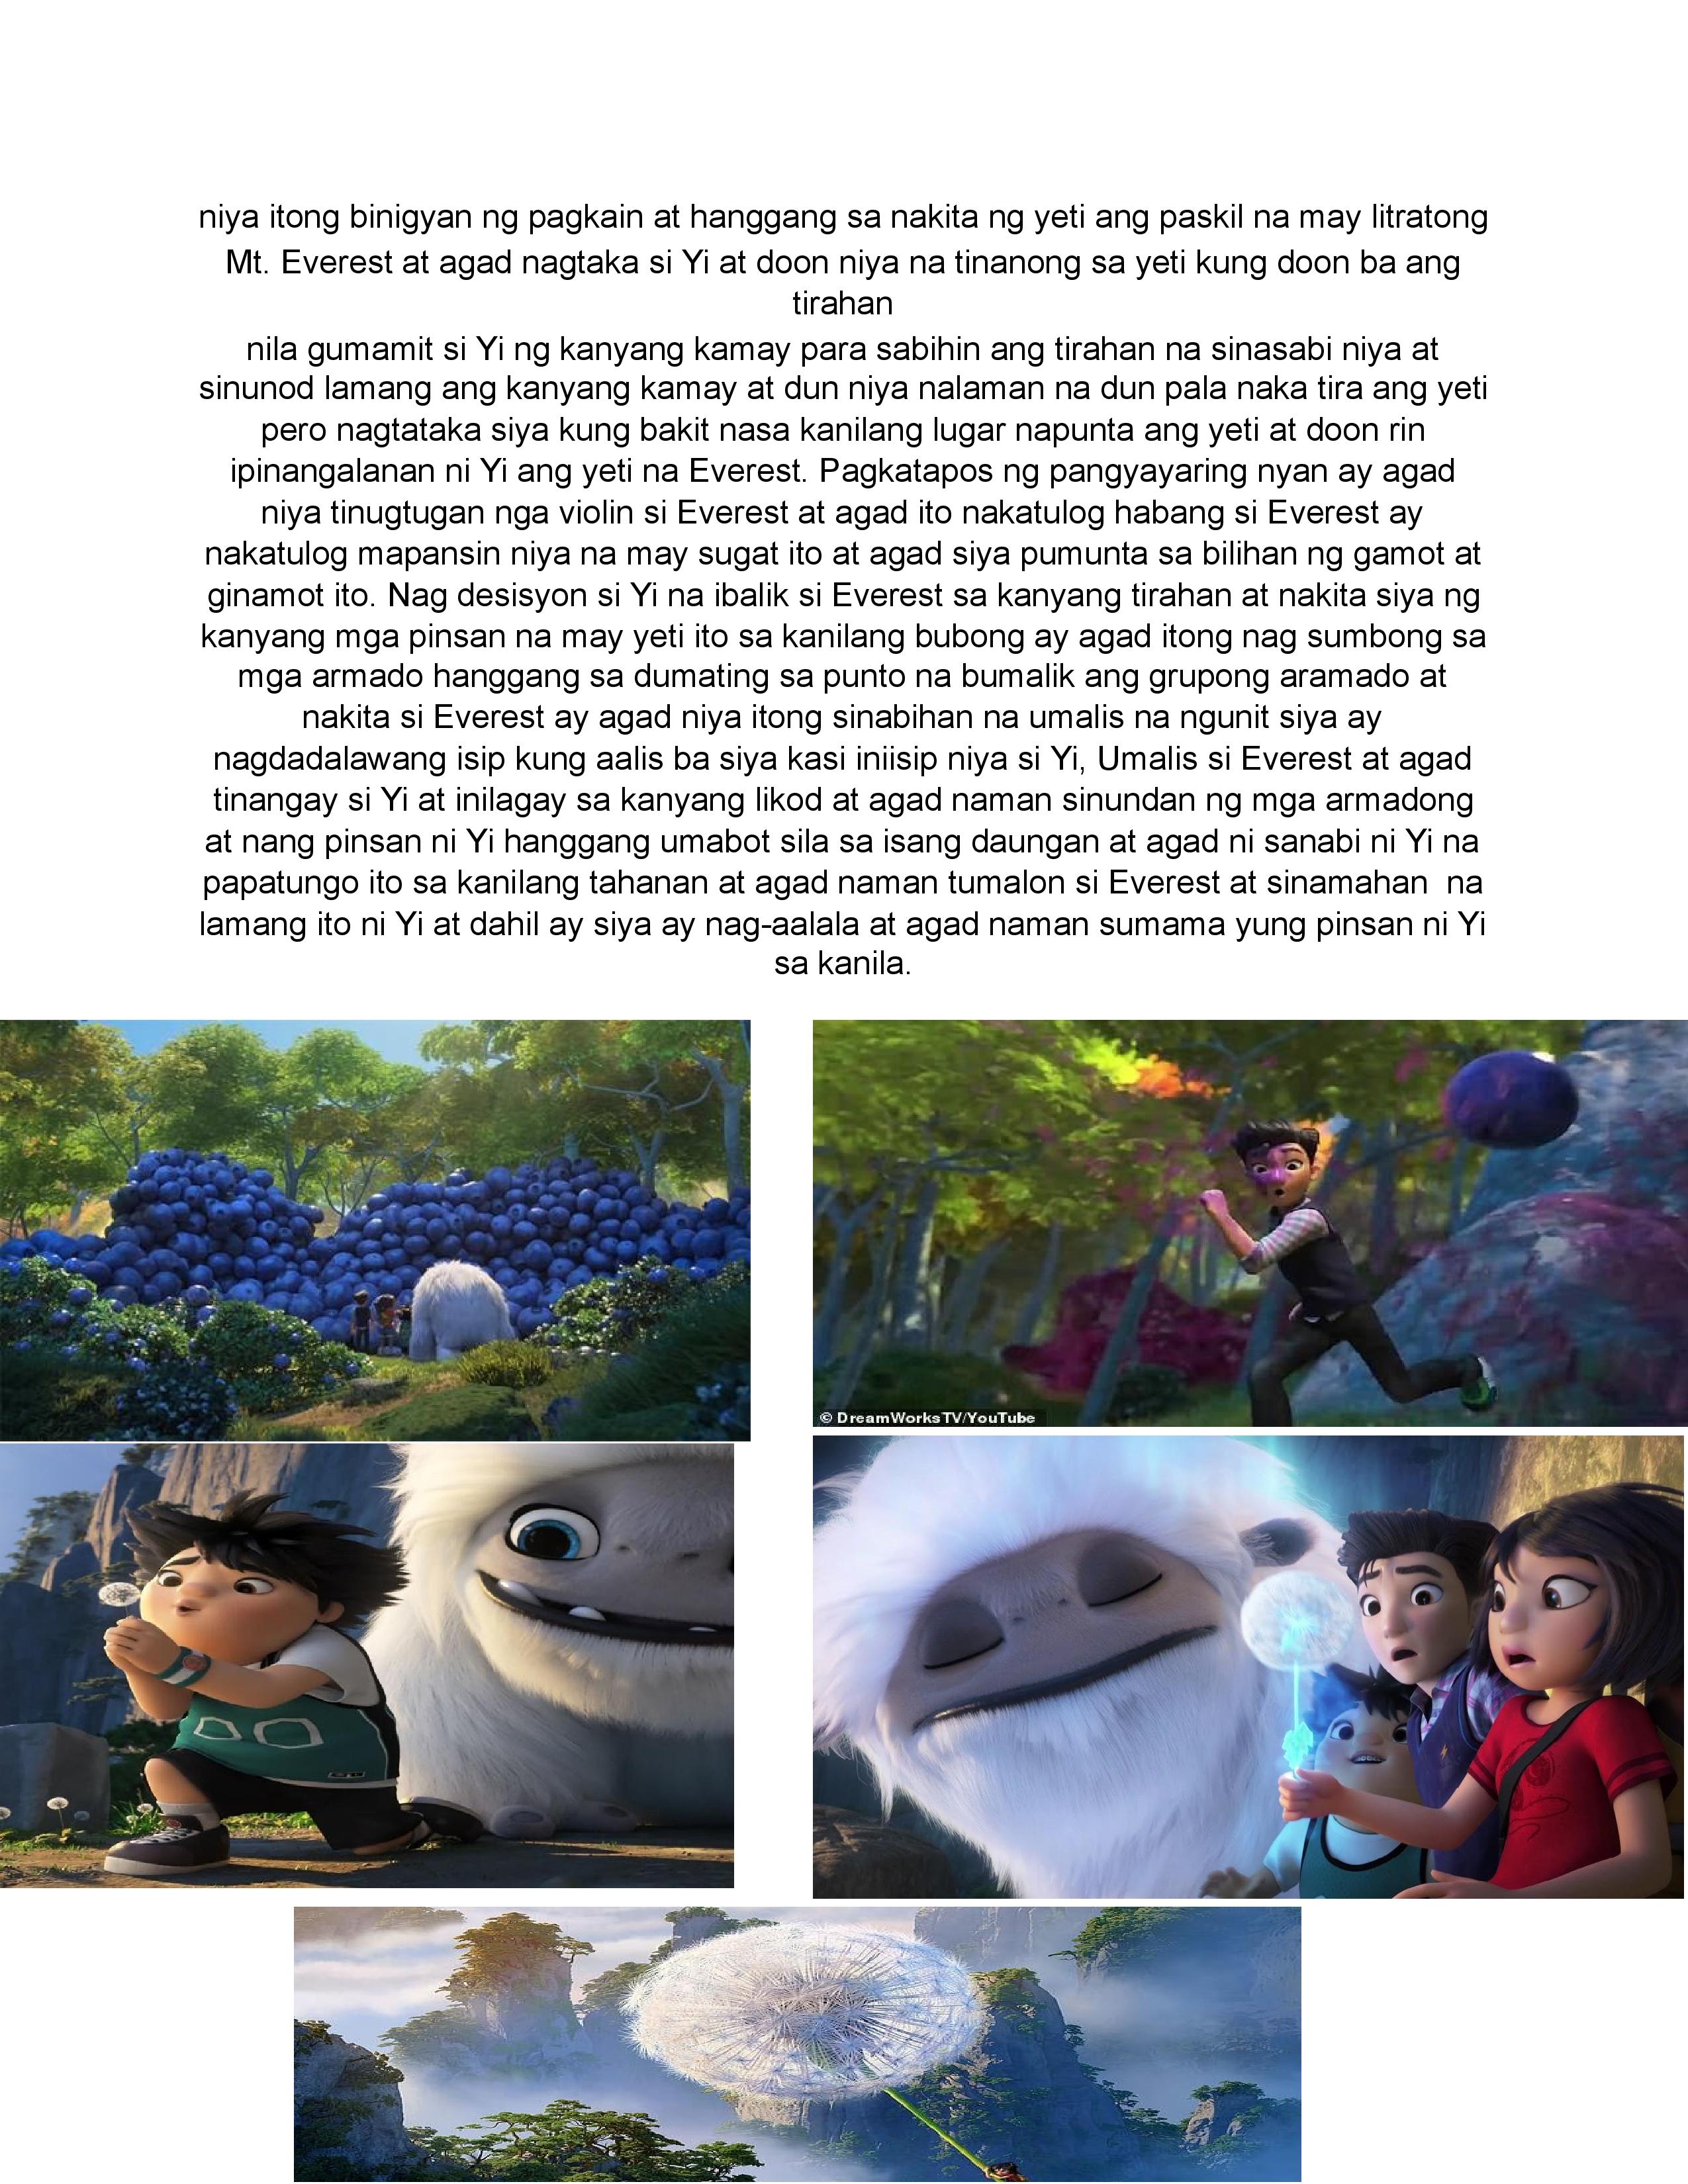 niya itong binigyan ng pagkain at hanggang sa nakita ng yeti ang paskil na may litratong
Mt. Everest at agad nagtaka si Yi at doon niya na tinanong sa yeti kung doon ba ang
tirahan
nila gumamit si Yi ng kanyang kamay para sabihin ang tirahan na sinasabi niya at
sinunod lamang ang kanyang kamay at dun niya nalaman na dun pala naka tira ang yeti
pero nagtataka siya kung bakit nasa kanilang lugar napunta ang yeti at doon rin
ipinangalanan ni Yi ang yeti na Everest. Pagkatapos ng pangyayaring nyan ay agad
niya tinugtugan nga violin si Everest at agad ito nakatulog habang si Everest ay
nakatulog mapansin niya na may sugat ito at agad siya pumunta sa bilihan ng gamot at
ginamot ito. Nag desisyon si Yi na ibalik si Everest sa kanyang tirahan at nakita siya ng
kanyang mga pinsan na may yeti ito sa kanilang bubong ay agad itong nag sumbong sa
mga armado hanggang sa dumating sa punto na bumalik ang grupong aramado at
nakita si Everest ay agad niya itong sinabihan na umalis na ngunit siya ay
nagdadalawang isip kung aalis ba siya kasi iniisip niya si Yi, Umalis si Everest at agad
tinangay si Yi at inilagay sa kanyang likod at agad naman sinundan ng mga armadong
at nang pinsan ni Yi hanggang umabot sila sa isang daungan at agad ni sanabi ni Yi na
papatungo ito sa kanilang tahanan at agad naman tumalon si Everest at sinamahan  na
lamang ito ni Yi at dahil ay siya ay nag-aalala at agad naman sumama yung pinsan ni Yi
sa kanila.
© DreamWorksTV/YouTube